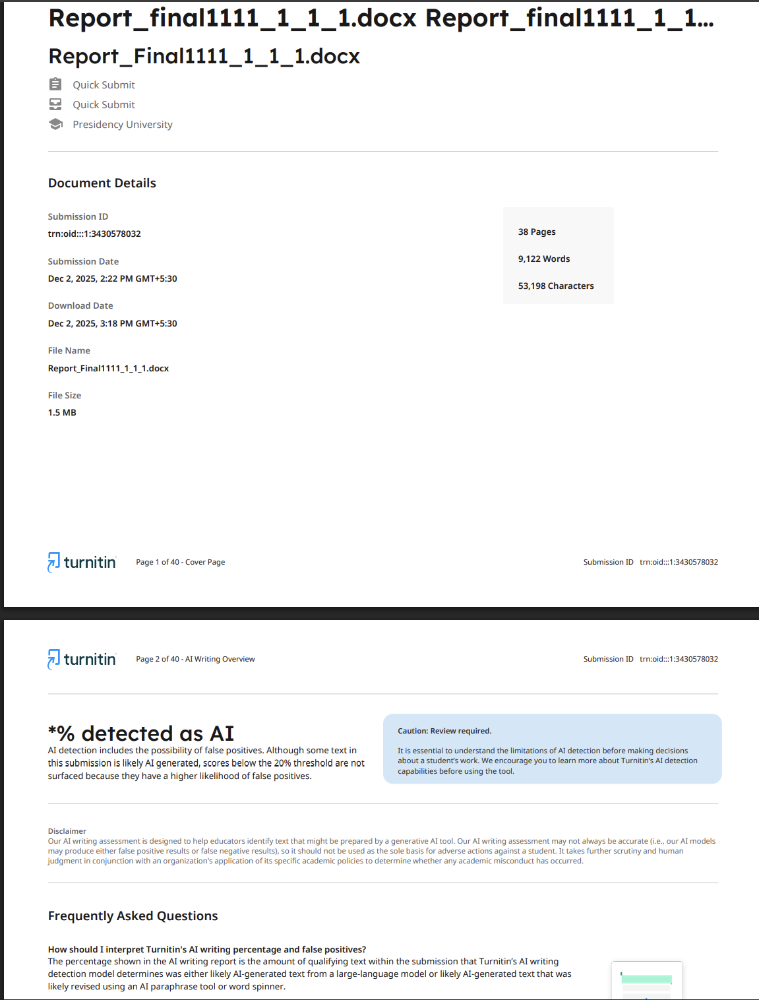 Report_final1111_1_1_1.docx Report_final1111_1_1...
Report_Final1111_1_1_1.docx
Quick Submit
Quick Submit
Presidency University
Document Details
Submission ID
trn:oid:::1:3430578032
Submission Date
Dec 2, 2025, 2:22 PM GMT+5:30
Download Date
Dec 2, 2025, 3:18 PM GMT+5:30
File Name
Report_Final1111_1_1_1.docx
File Size
1.5 MB
38 Pages
9,122 Words
53,198 Characters
turnitin Page 1 of 40 - Cover Page Submission ID trn:oid:::1:3430578032
turnitin Page 2 of 40 - AI Writing Overview Submission ID trn:oid:::1:3430578032
*% detected as AI
AI detection includes the possibility of false positives. Although some text in
this submission is likely AI generated, scores below the 20% threshold are not
surfaced because they have a higher likelihood of false positives.
Caution: Review required.
It is essential to understand the limitations of AI detection before making decisions
about a student's work. We encourage you to learn more about Turnitin's AI detection
capabilities before using the tool.
Disclaimer
Our AI writing assessment is designed to help educators identify text that might be prepared by a generative AI tool. Our AI writing assessment may not always be accurate (i.e., our AI models
may produce either false positive results or false negative results), so it should not be used as the sole basis for adverse actions against a student. It takes further scrutiny and human
judgment in conjunction with an organization's application of its specific academic policies to determine whether any academic misconduct has occurred.
Frequently Asked Questions
How should I interpret Turnitin's AI writing percentage and false positives?
The percentage shown in the AI writing report is the amount of qualifying text within the submission that Turnitin's AI writing
detection model determines was either likely AI-generated text from a large-language model or likely AI-generated text that was
likely revised using an AI paraphrase tool or word spinner.